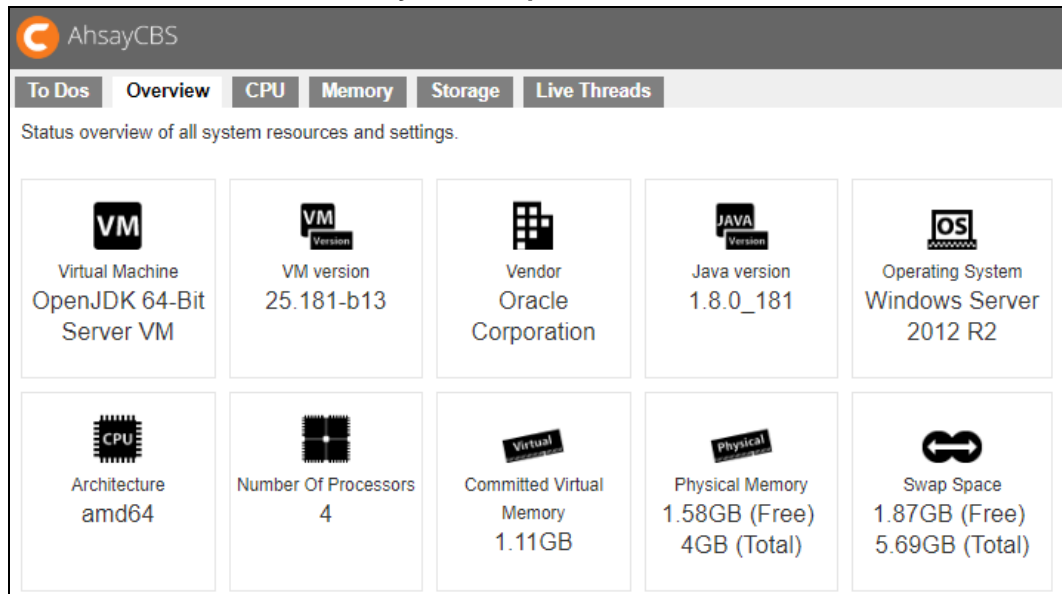 AhsayCBS
To Dos Overview CPU Memory Storage Live Threads
Status overview of all system resources and settings.
VM
Virtual Machine
OpenJDK 64-Bit
Server VM
VM
Version
VM version
25.181-b13
Vendor
Oracle
Corporation
JAVA
Version
Java version
1.8.0_181
OS
Operating System
Windows Server
2012 R2
CPU
Architecture
amd64
Number Of Processors
4
Virtual
Committed Virtual
Memory
1.11GB
Physical
Physical Memory
1.58GB (Free)
4GB (Total)
Swap Space
1.87GB (Free)
5.69GB (Total)